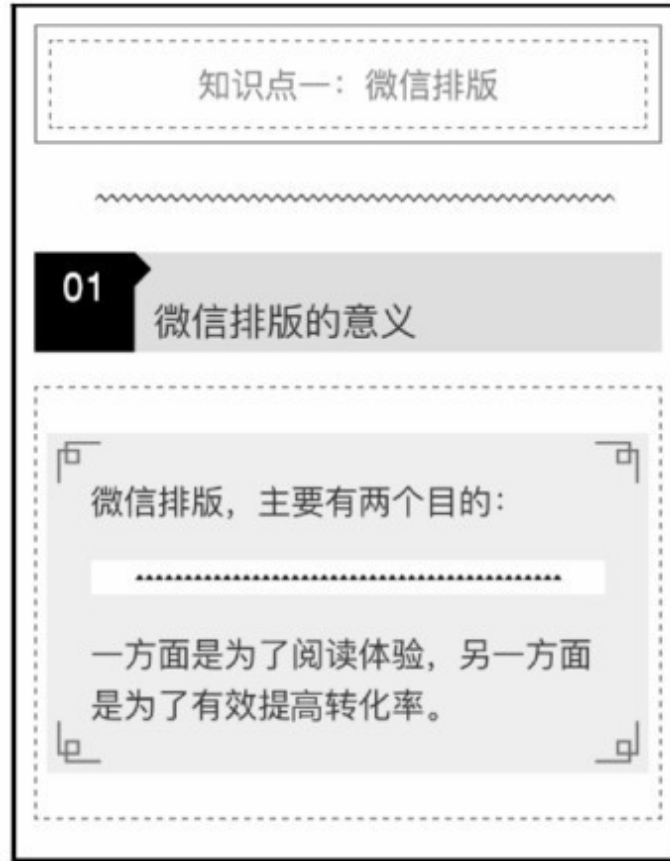 知识点一：微信排版
01
微信排版的意义
微信排版，主要有两个目的：
一方面是为了阅读体验，另一方面
是为了有效提高转化率。